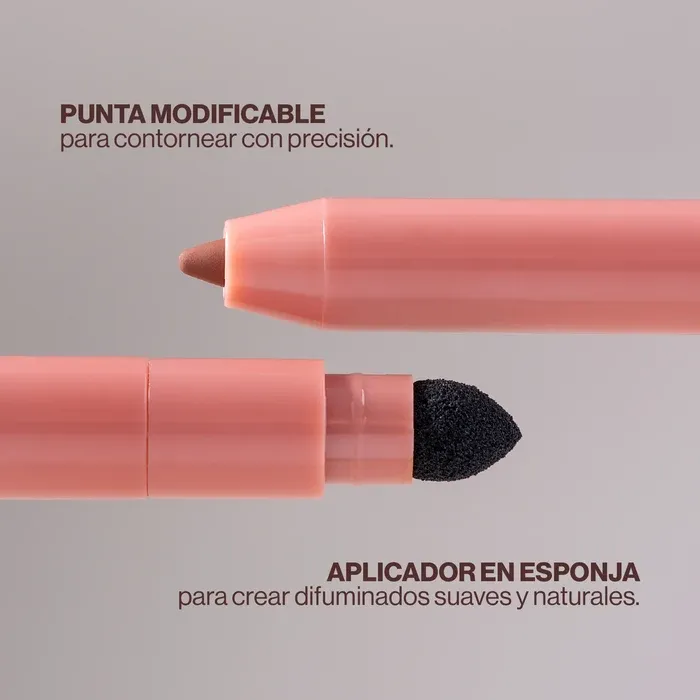 PUNTA MODIFICABLE
para contornear con precisión.
APLICADOR EN ESPONJA
para crear difuminados suaves y naturales.